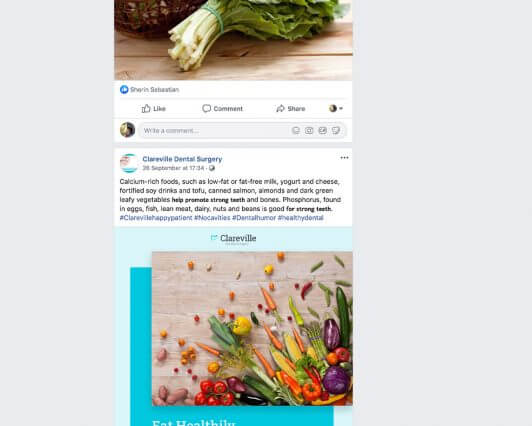 Sherin Sebastian
Like Comment Share
Write a comment...
Clareville Dental Surgery
26 September at 17:34 ·
Calcium-rich foods, such as low-fat or fat-free milk, yogurt and cheese,
fortified soy drinks and tofu, canned salmon, almonds and dark green
leafy vegetables help promote strong teeth and bones. Phosphorus, found
in eggs, fish, lean meat, dairy, nuts and beans is good for strong teeth.
#Clarevillehappypatient #Nocavities #Dentalhumor #healthydental
Clareville
Eat Healthily